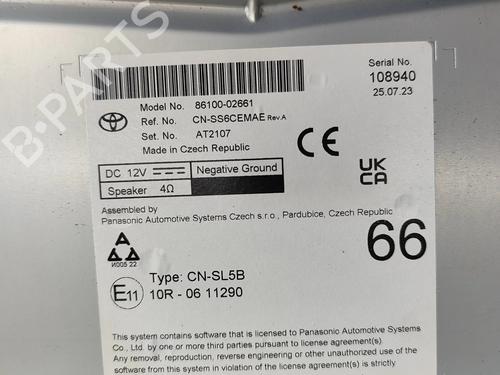 B-PARTS
Model No. 86100-02661
Ref. No. CN-SS6CEMAE Rev.A
Set. No. AT2107
Made in Czech Republic
Serial No.
108940
25.07.23
DC 12V Negative Ground
Speaker 4Ω
CE
UK
CA
Assembled by
Panasonic Automotive Systems Czech s.r.o., Pardubice, Czech Republic
66
И005 22
Type: CN-SL5B
E11 10R - 06 11290
This system contains software that is licensed to Panasonic Automotive Systems
Co., Ltd. by one or more third parties pursuant to license agreement(s).
Any removal, reproduction, reverse engineering or other unauthorized use of
the software in violation of the license agreement(s) is strictly